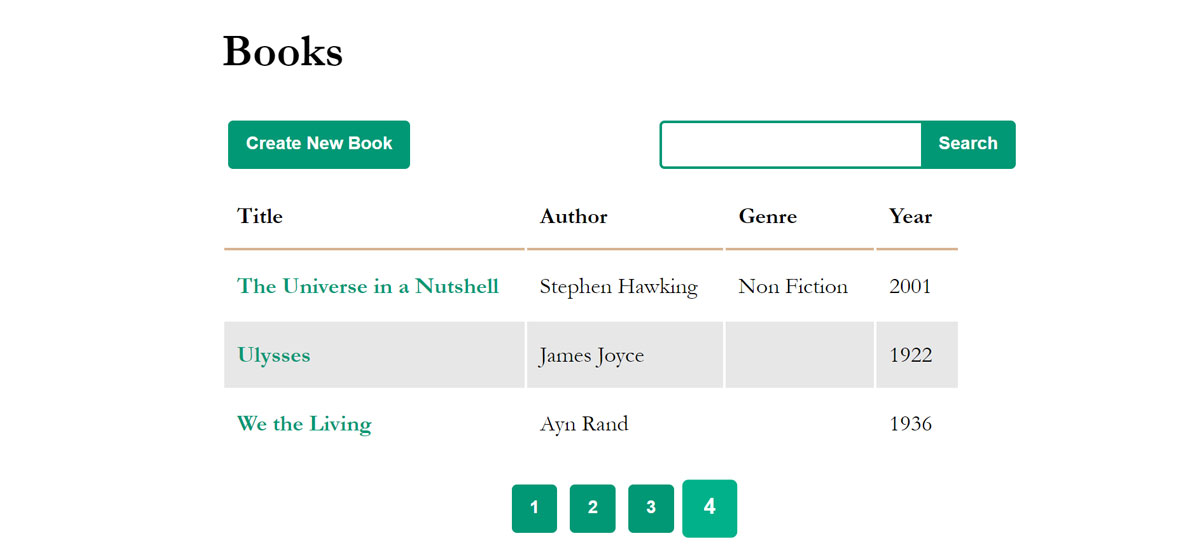 Books
Create New Book Search
Title Author Genre Year
The Universe in a Nutshell Stephen Hawking Non Fiction 2001
Ulysses James Joyce 1922
We the Living Ayn Rand 1936
1 2 3 4